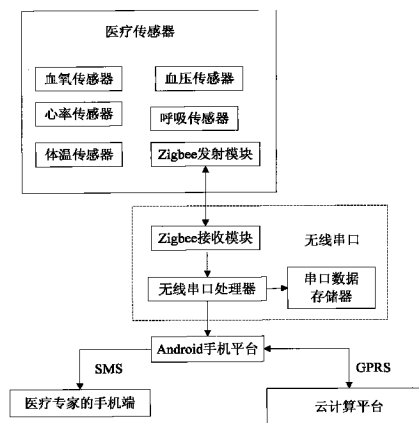 医疗传感器
血氧传感器
血压传感器
心率传感器
呼吸传感器
体温传感器
Zigbee发射模块
Zigbee接收模块
无线串口
无线串口处理器
串口数据
存储器
Android手机平台
SMS
GPRS
医疗专家的手机端
云计算平台